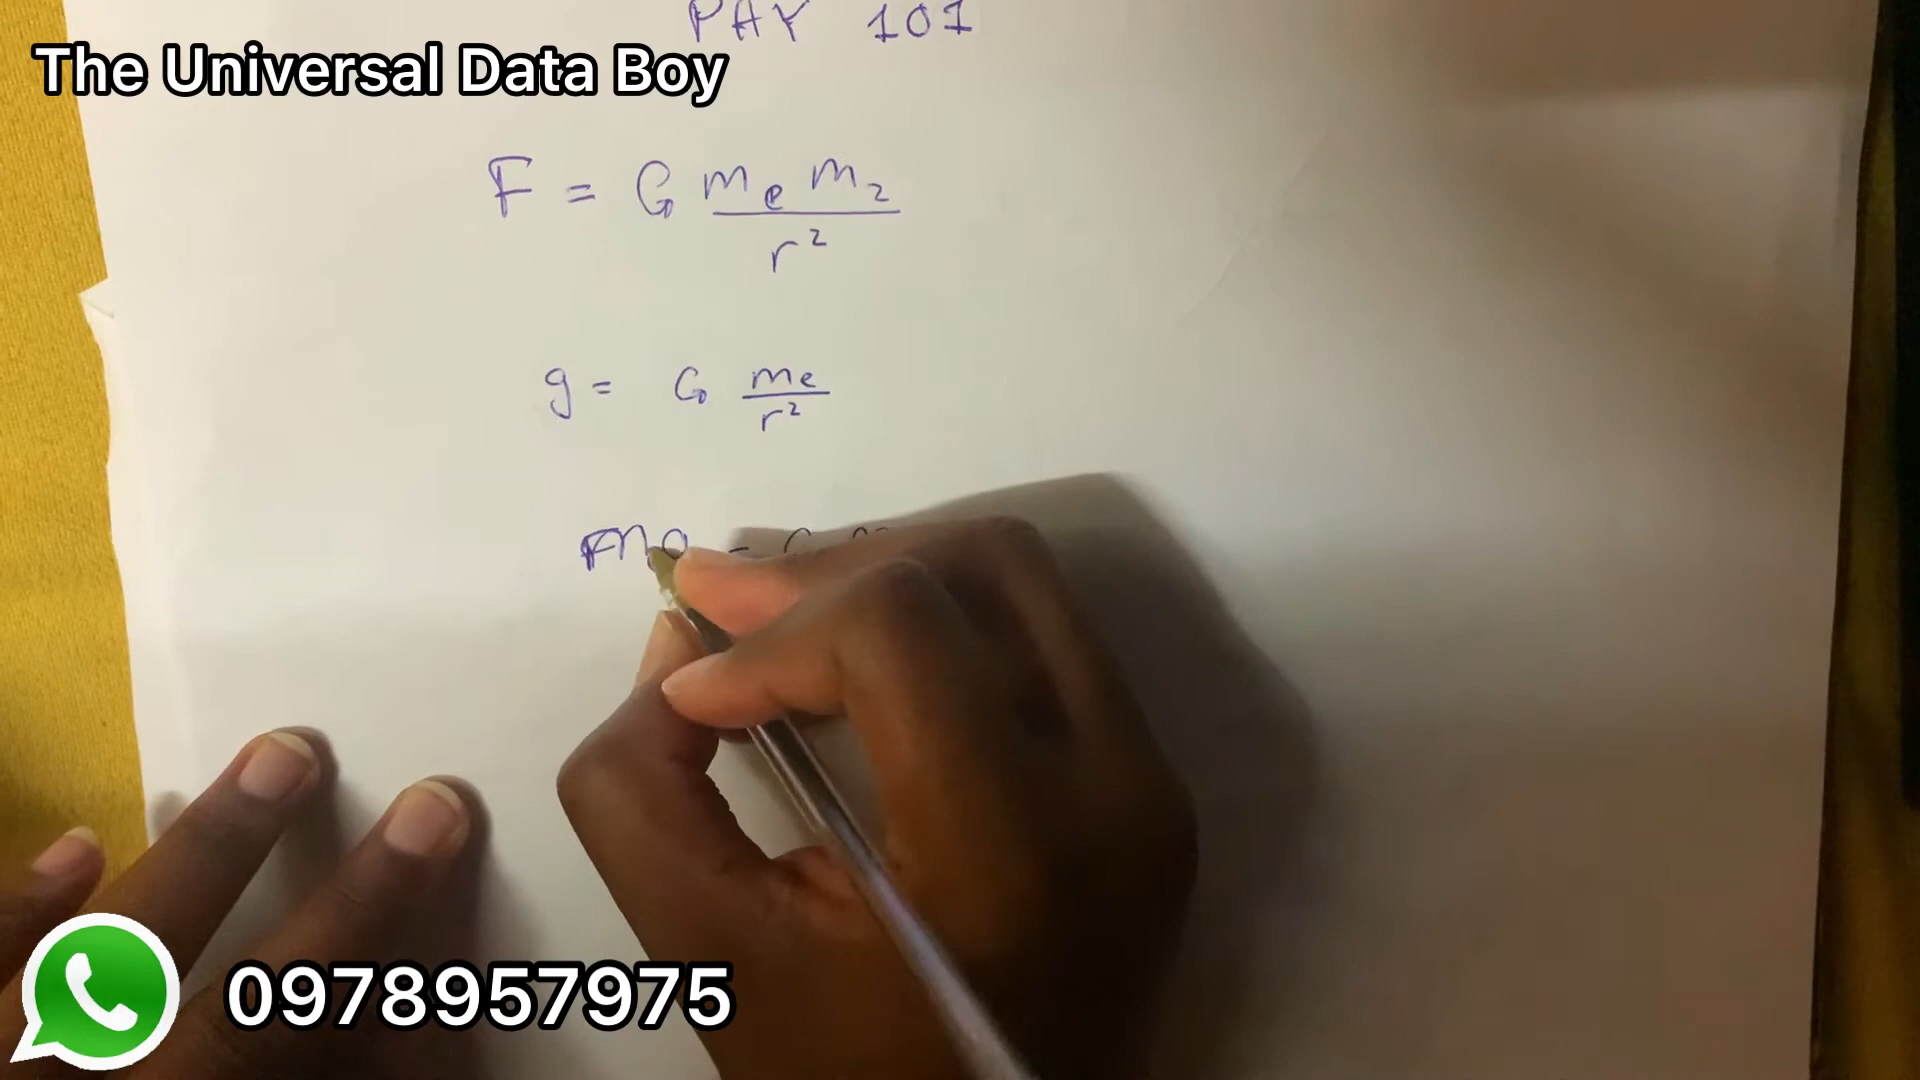 PHY 101
The Universal Data Boy
F = G mₑ m₂
r²
g = G mₑ
r²
0978957975